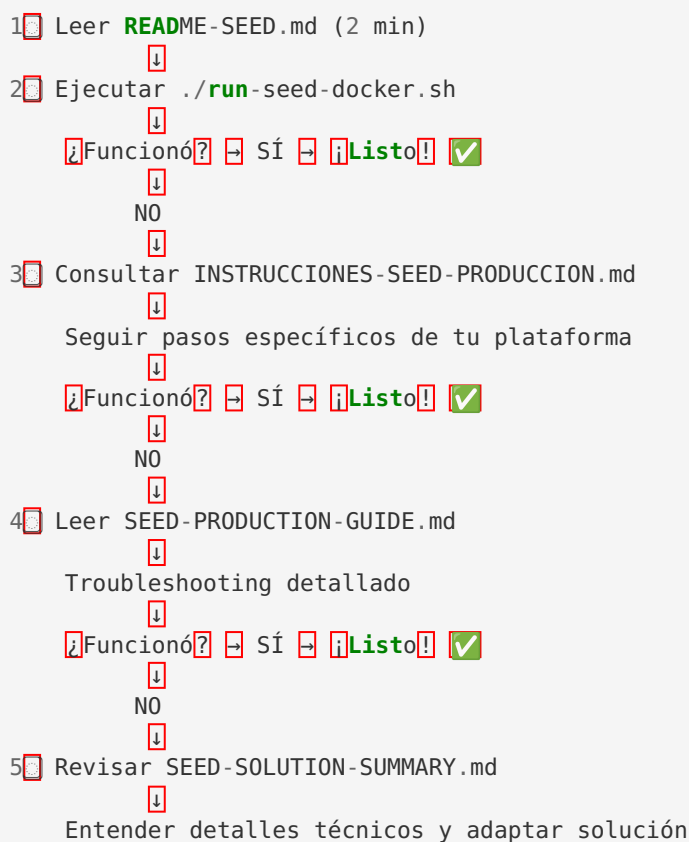 1️⃣ Leer README-SEED.md (2 min)
↓
2️⃣ Ejecutar ./run-seed-docker.sh
↓
¿Funcionó? → SÍ → ¡Listo! ✅
↓
NO
↓
3️⃣ Consultar INSTRUCCIONES-SEED-PRODUCCION.md
↓
Seguir pasos específicos de tu plataforma
↓
¿Funcionó? → SÍ → ¡Listo! ✅
↓
NO
↓
4️⃣ Leer SEED-PRODUCTION-GUIDE.md
↓
Troubleshooting detallado
↓
¿Funcionó? → SÍ → ¡Listo! ✅
↓
NO
↓
5️⃣ Revisar SEED-SOLUTION-SUMMARY.md
↓
Entender detalles técnicos y adaptar solución